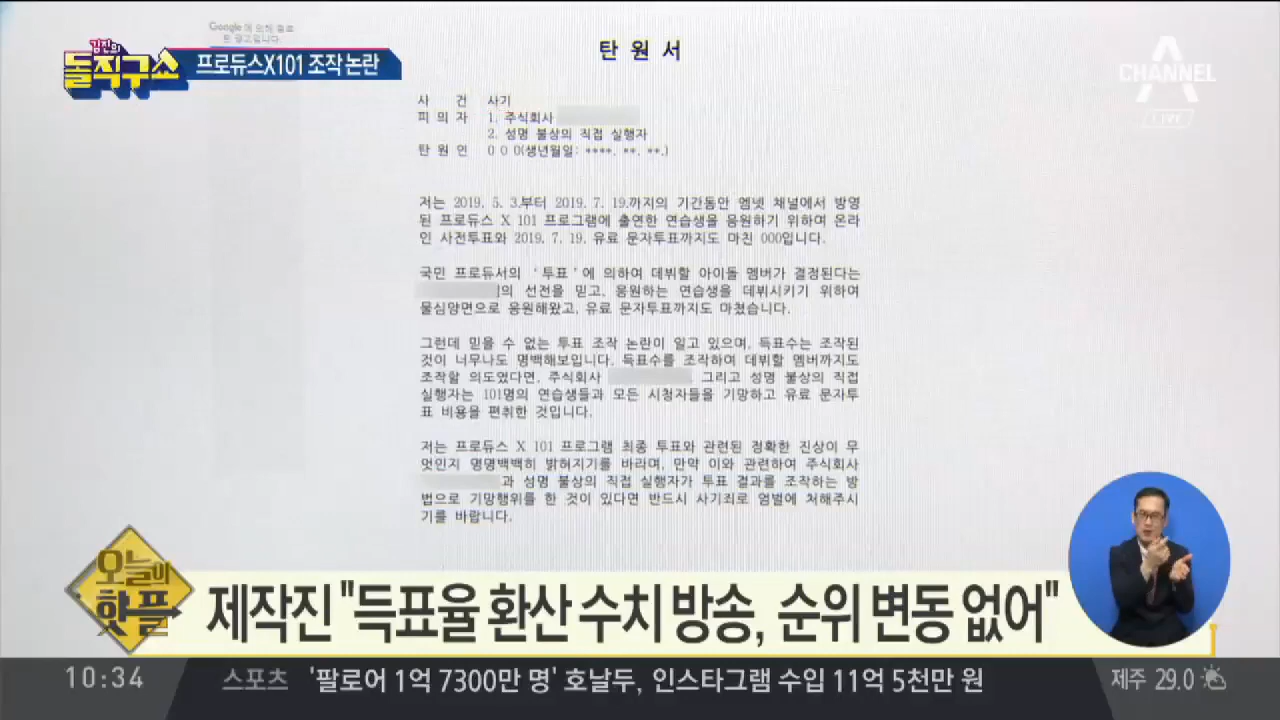 Google 에 의해 종료
된 광고입니다.
김진의
돌직구쇼
프로듀스X101 조작 논란
CHANNEL A
LIVE
탄 원 서
사 건 사기
피 의 자 1. 주식회사
2. 성명 불상의 직접 실행자
탄 원 인 0 0 0(생년월일: ****. **. **.)
저는 2019. 5. 3.부터 2019. 7. 19.까지의 기간동안 엠넷 채널에서 방영
된 프로듀스 X 101 프로그램에 출연한 연습생을 응원하기 위하여 온라
인 사전투표와 2019. 7. 19. 유료 문자투표까지도 마친 000입니다.
국민 프로듀서의 '투표'에 의하여 데뷔할 아이돌 멤버가 결정된다는
의 선전을 믿고, 응원하는 연습생을 데뷔시키기 위하여
물심양면으로 응원해왔고, 유료 문자투표까지도 마쳤습니다.
그런데 믿을 수 없는 투표 조작 논란이 일고 있으며, 득표수는 조작된
것이 너무나도 명백해보입니다. 득표수를 조작하여 데뷔할 멤버까지도
조작할 의도였다면, 주식회사 그리고 성명 불상의 직접
실행자는 101명의 연습생들과 모든 시청자들을 기망하고 유료 문자투
표 비용을 편취한 것입니다.
저는 프로듀스 X 101 프로그램 최종 투표와 관련된 정확한 진상이 무
엇인지 명명백백히 밝혀지기를 바라며, 만약 이와 관련하여 주식회사
과 성명 불상의 직접 실행자가 투표 결과를 조작하는 방
법으로 기망행위를 한 것이 있다면 반드시 사기죄로 엄벌에 처해주시
기를 바랍니다.
오늘의
핫플
제작진 "득표율 환산 수치 방송, 순위 변동 없어"
10:34 스포츠 '팔로어 1억 7300만 명' 호날두, 인스타그램 수입 11억 5천만 원 제주 29.0